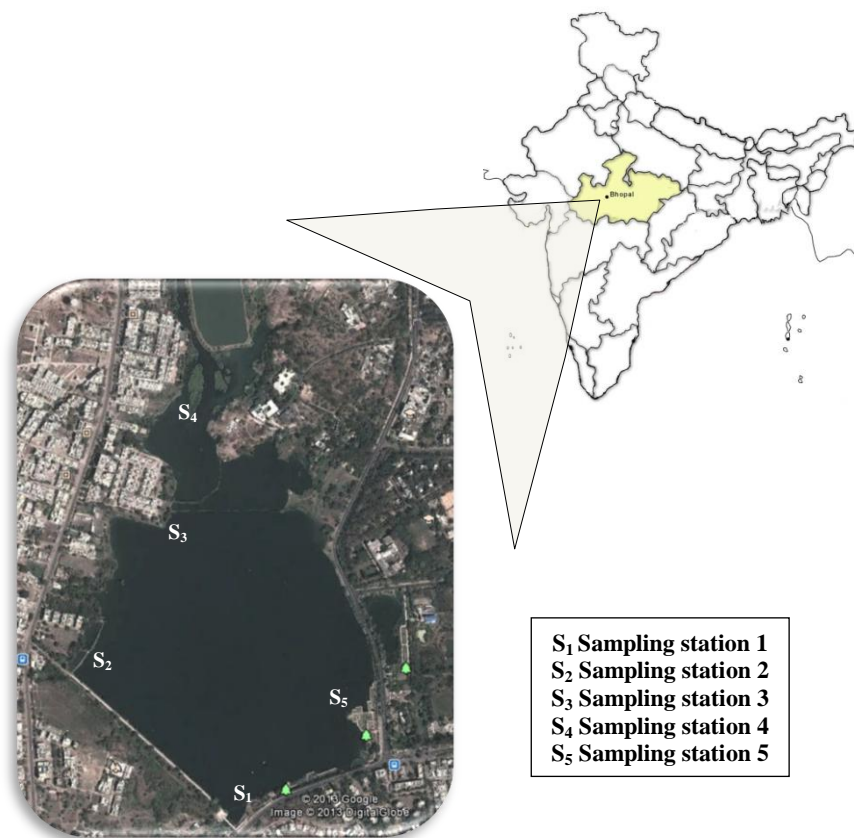 Bhopal
S₄
S₃
S₂
S₅
S₁
© 2013 Google
Image © 2013 DigitalGlobe
S₁ Sampling station 1
S₂ Sampling station 2
S₃ Sampling station 3
S₄ Sampling station 4
S₅ Sampling station 5